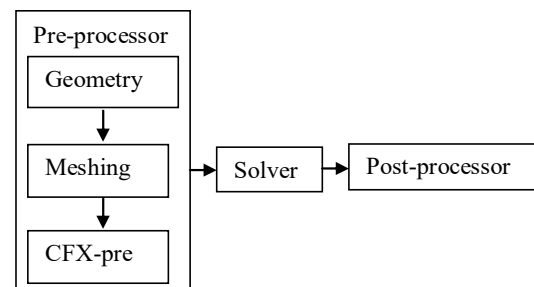 Pre-processor
Geometry
Meshing
CFX-pre
Solver
Post-processor